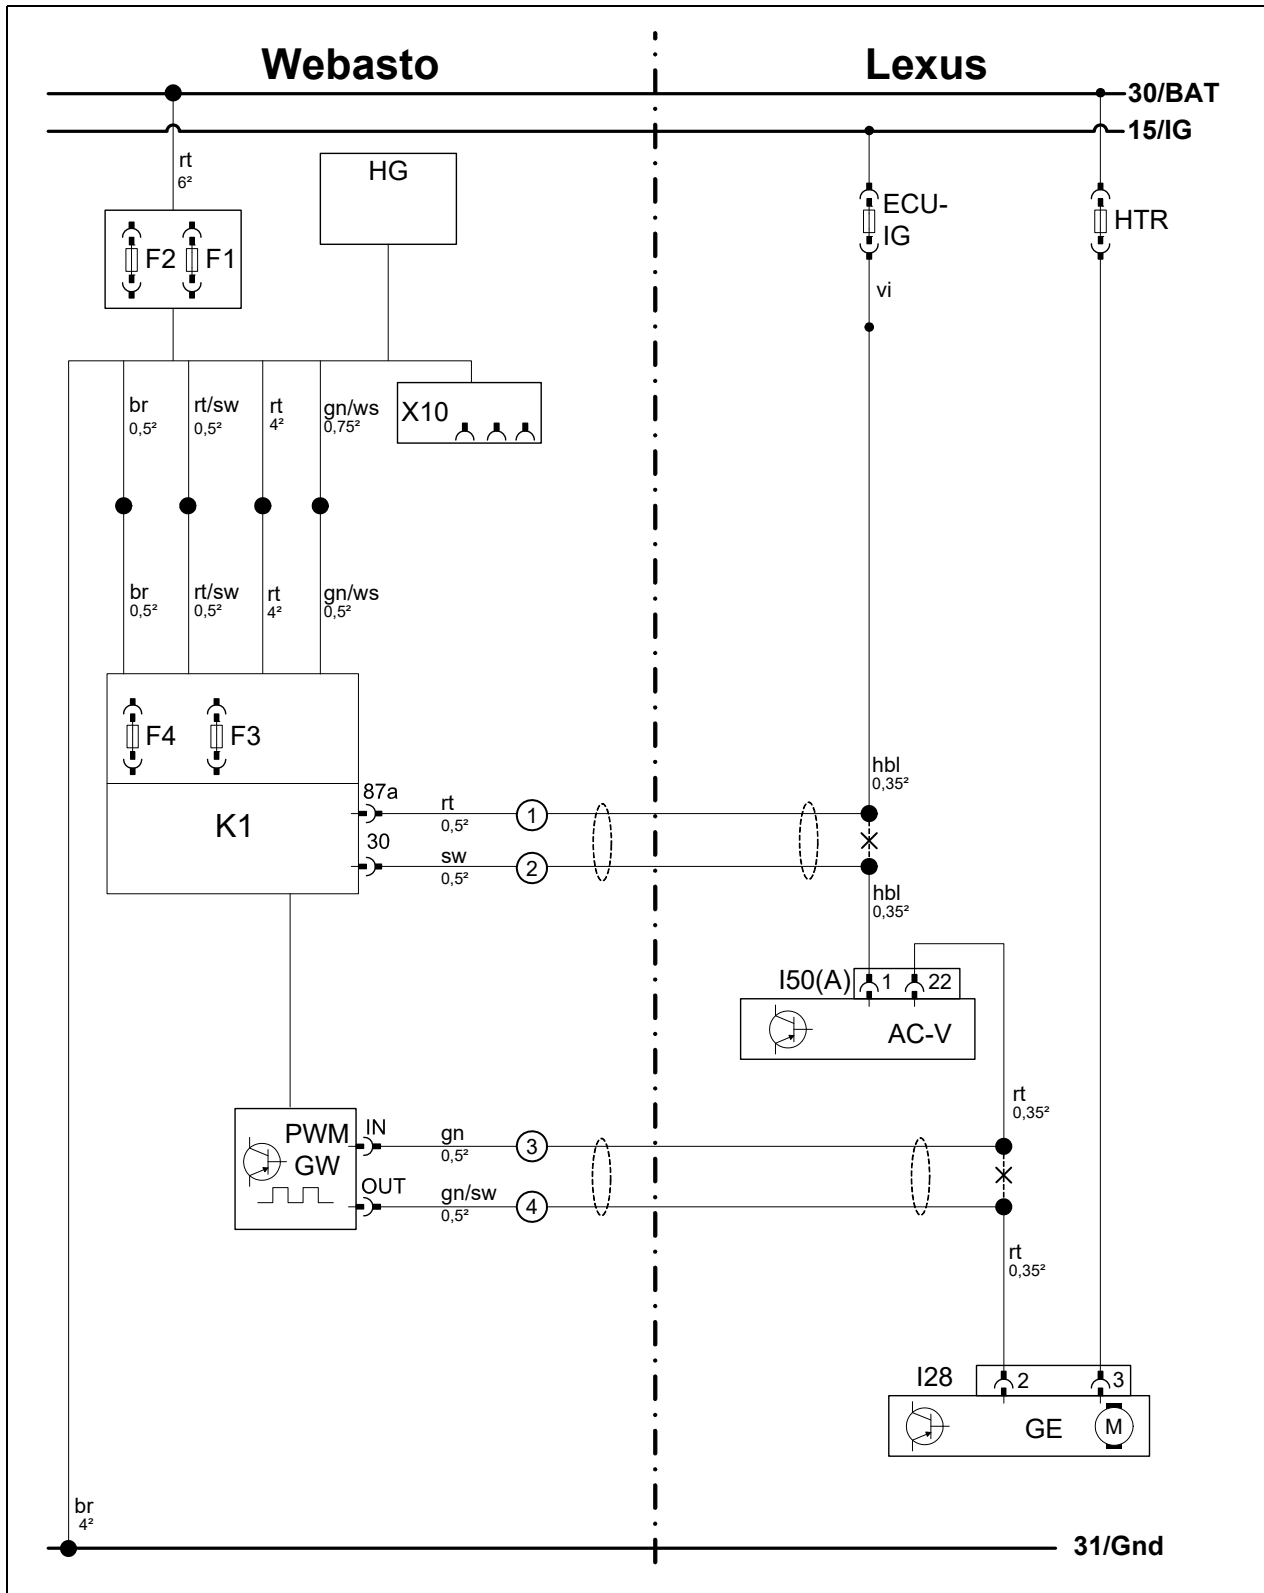 Webasto
Lexus
30/BAT
15/IG
rt
6²
HG
ECU-
IG
HTR
F2
F1
vi
X10
br
0,5²
rt/sw
0,5²
rt
4²
gn/ws
0,75²
br
0,5²
rt/sw
0,5²
rt
4²
gn/ws
0,5²
F4
F3
K1
87a
rt
0,5²
1
hbl
0,35²
30
sw
0,5²
2
hbl
0,35²
I50(A)
1
22
AC-V
rt
0,35²
PWM
GW
IN
gn
0,5²
3
OUT
gn/sw
0,5²
4
rt
0,35²
I28
2
3
GE
M
br
4²
31/Gnd